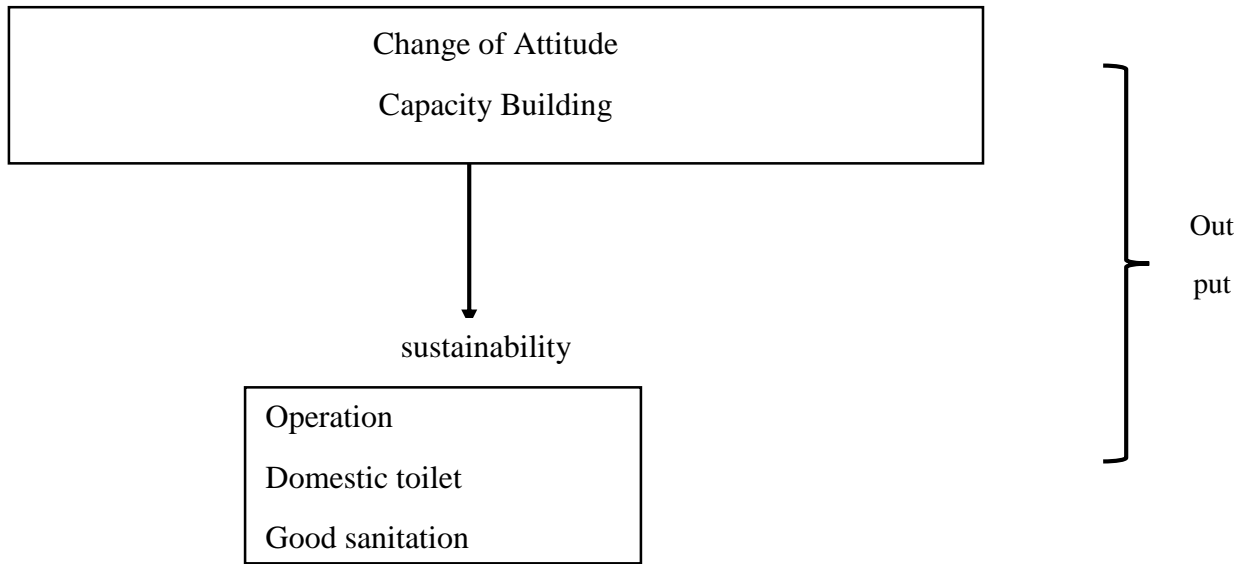 Change of Attitude
Capacity Building
Out
put
sustainability
Operation
Domestic toilet
Good sanitation